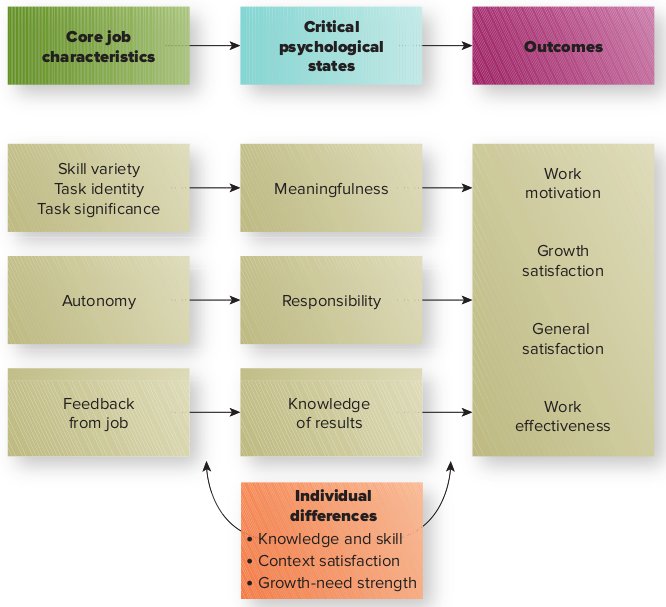 Core job
characteristics
Critical
psychological
states
Outcomes
Skill variety
Task identity
Task significance
Meaningfulness
Work
motivation
Growth
satisfaction
General
satisfaction
Work
effectiveness
Autonomy
Responsibility
Feedback
from job
Knowledge
of results
Individual
differences
• Knowledge and skill
• Context satisfaction
• Growth-need strength